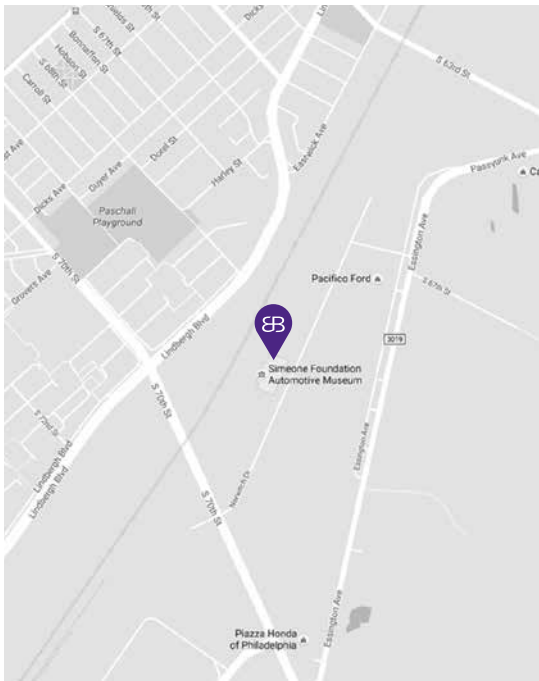 S 67th St
Bonnaffon St
Hobson St
S 68th St
Carroll St
Dicks
S 63rd St
Passyunk Ave
Eastwick Ave
Dorel St
Guyer Ave
Harley St
Dicks Ave
Paschall
Playground
Essington Ave
S 70th St
Grovers Ave
Pacifico Ford
S 67th St
3019
Lindbergh Blvd
Simeone Foundation
Automotive Museum
S 70th St
S 72nd St
Lindbergh Blvd
Lindbergh Blvd
Essington Ave
Norwitch Dr
S 70th St
Essington Ave
Piazza Honda
of Philadelphia